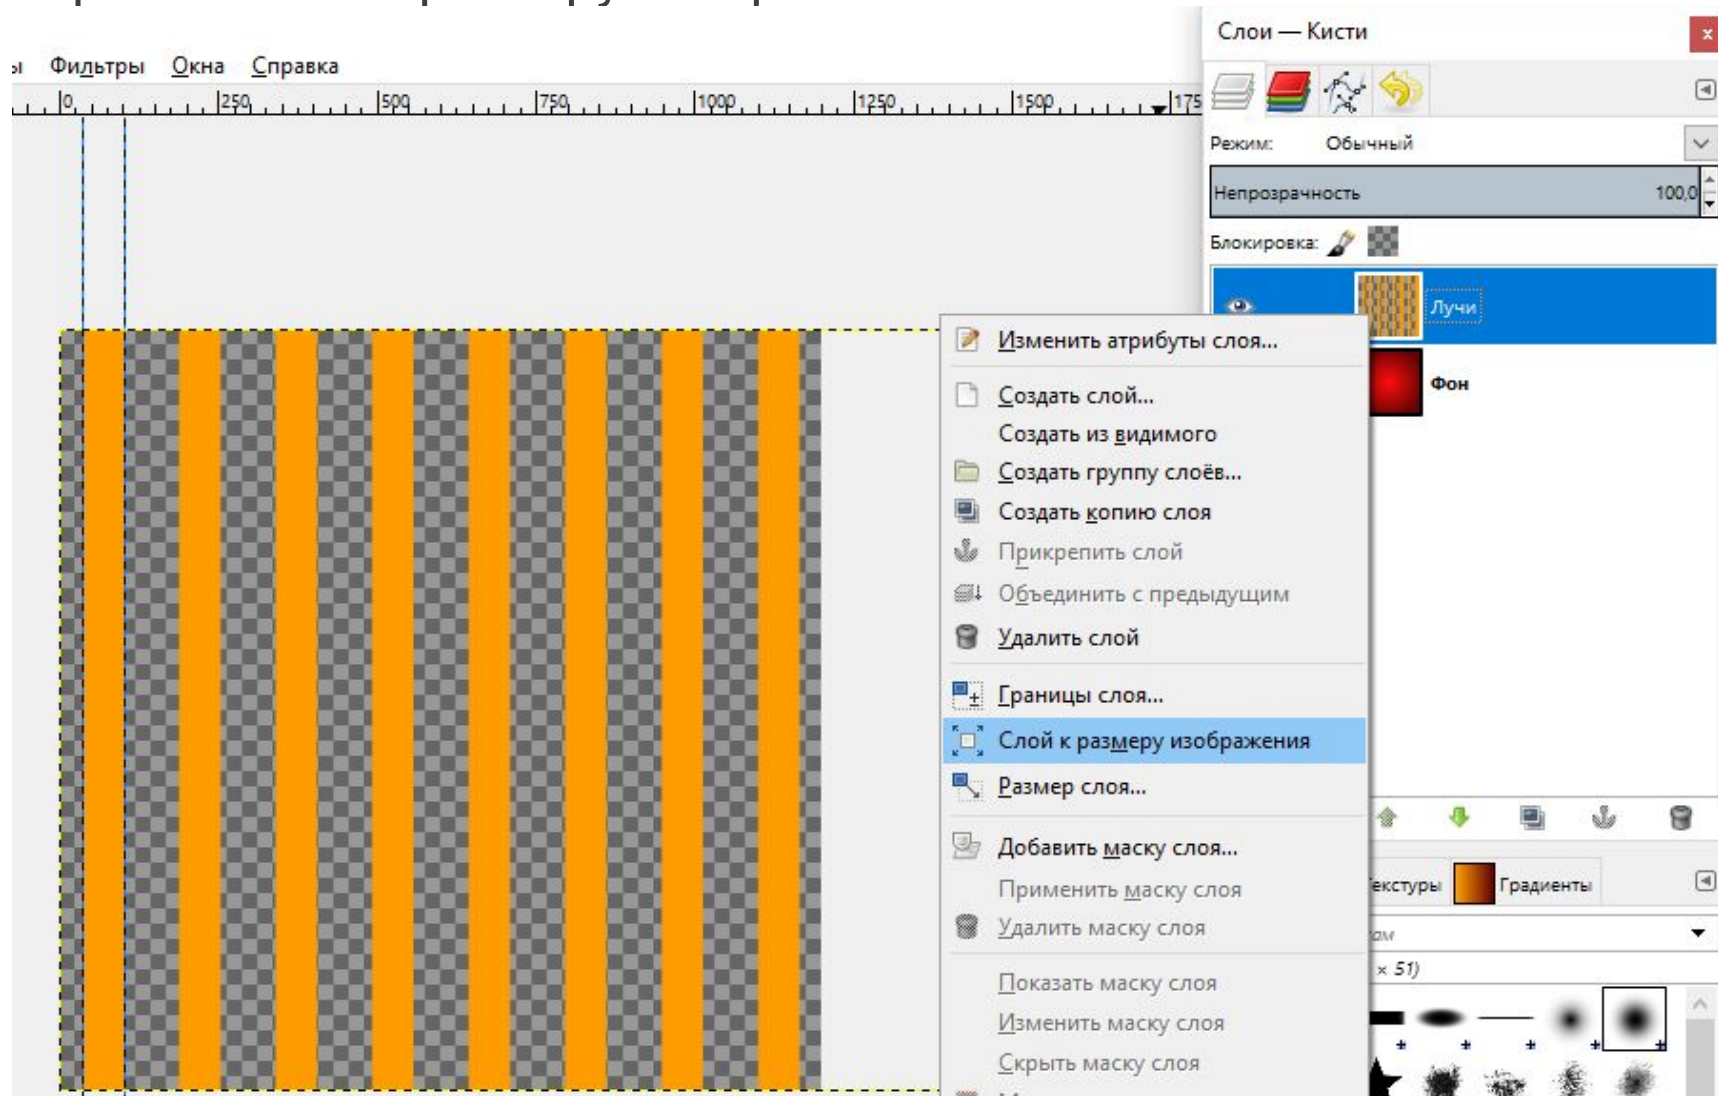 Слои — Кисти
x
ы Фильтры Окна Справка
0 250 500 750 1000 1250 1500 175
Режим: Обычный
Непрозрачность 100,0
Блокировка:
Лучи
Фон
Изменить атрибуты слоя...
Создать слой...
Создать из видимого
Создать группу слоёв...
Создать копию слоя
Прикрепить слой
Объединить с предыдущим
Удалить слой
Границы слоя...
Слой к размеру изображения
Размер слоя...
Добавить маску слоя...
Применить маску слоя
Удалить маску слоя
Показать маску слоя
Изменить маску слоя
Скрыть маску слоя
екстуры Градиенты
× 51)